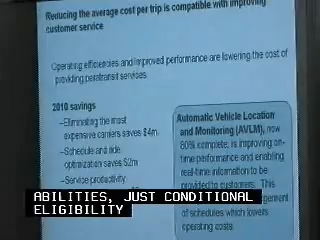 Reducing the average cost per trip is compatible with improving
customer service
Operating efficiencies and improved performance are lowering the cost of
providing paratransit services
2010 savings
–Eliminating the most
expensive carriers saves $4m
–Schedule and ride
optimization saves $2m
–Service productivity
Automatic Vehicle Location
and Monitoring (AVLM), now
60% complete, is improving on-
time performance and enabling
real-time information to be
provided to customers. This
of schedules which lowers
operating costs.
ABILITIES, JUST CONDITIONAL
ELIGIBILITY